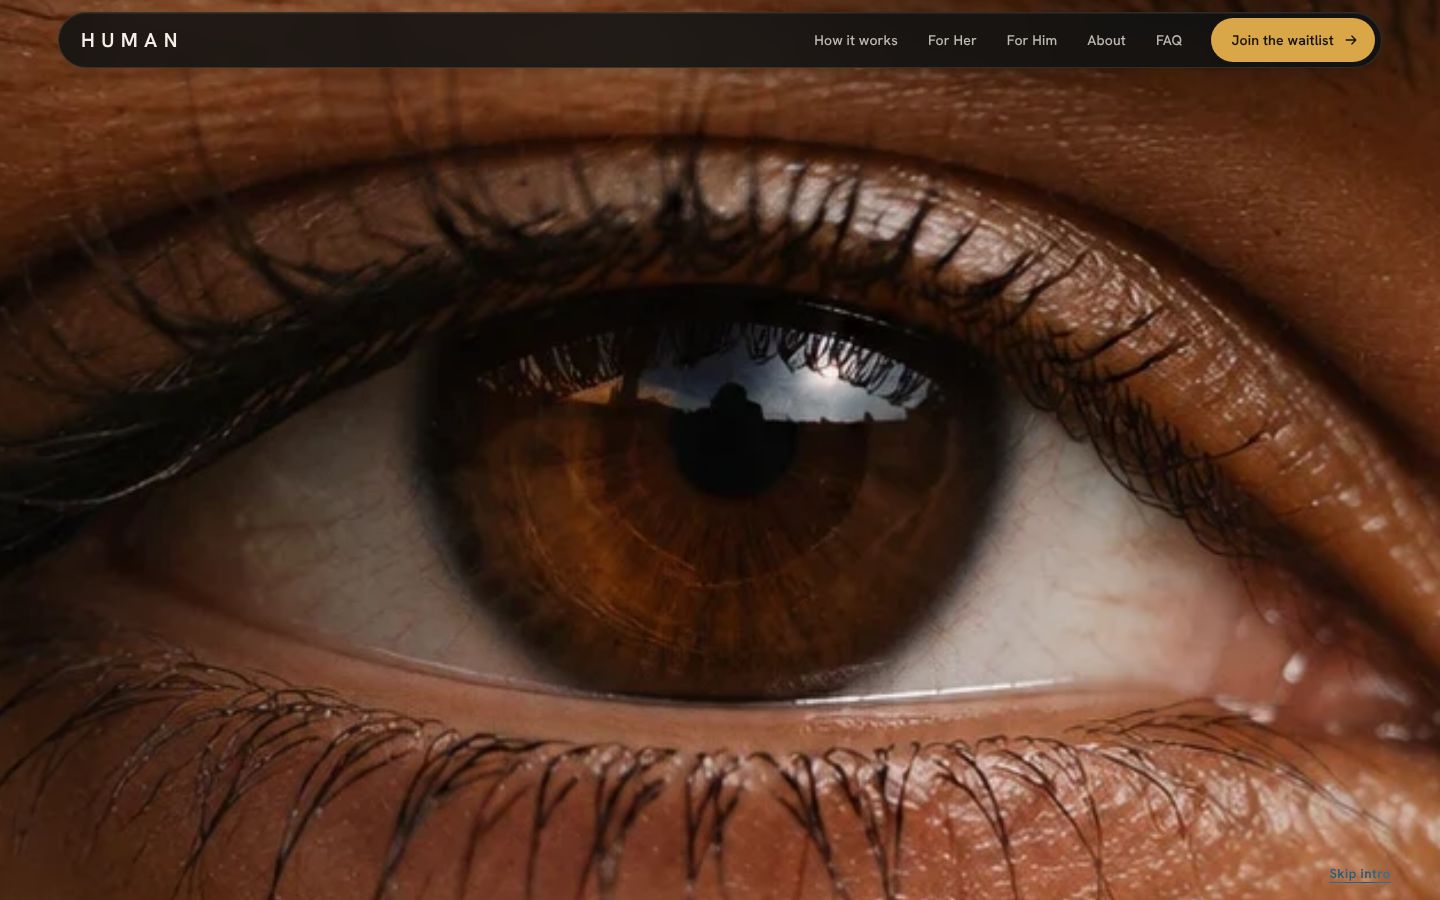 HUMAN
How it works
For Her
For Him
About
FAQ
Join the waitlist →
Skip intro